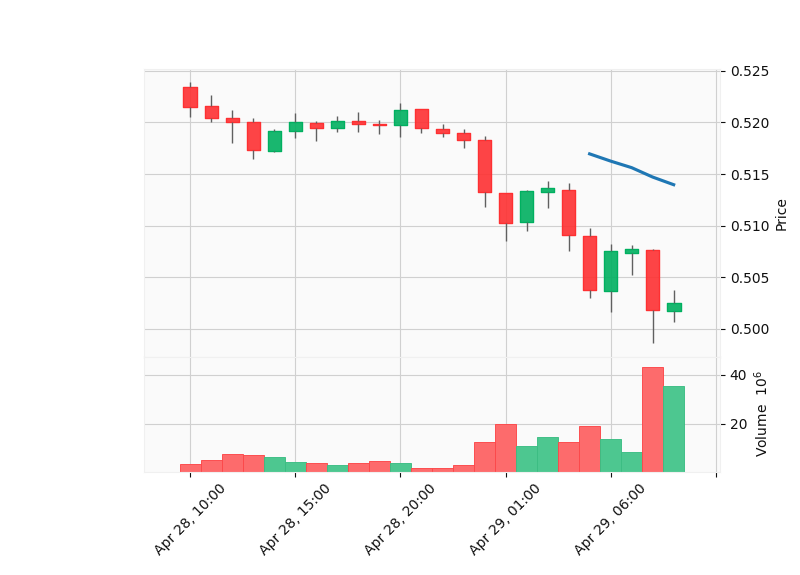 0.525
0.520
0.515
0.510
0.505
0.500
Price
40
20
Volume 10⁶
Apr 28, 10:00
Apr 28, 15:00
Apr 28, 20:00
Apr 29, 01:00
Apr 29, 06:00